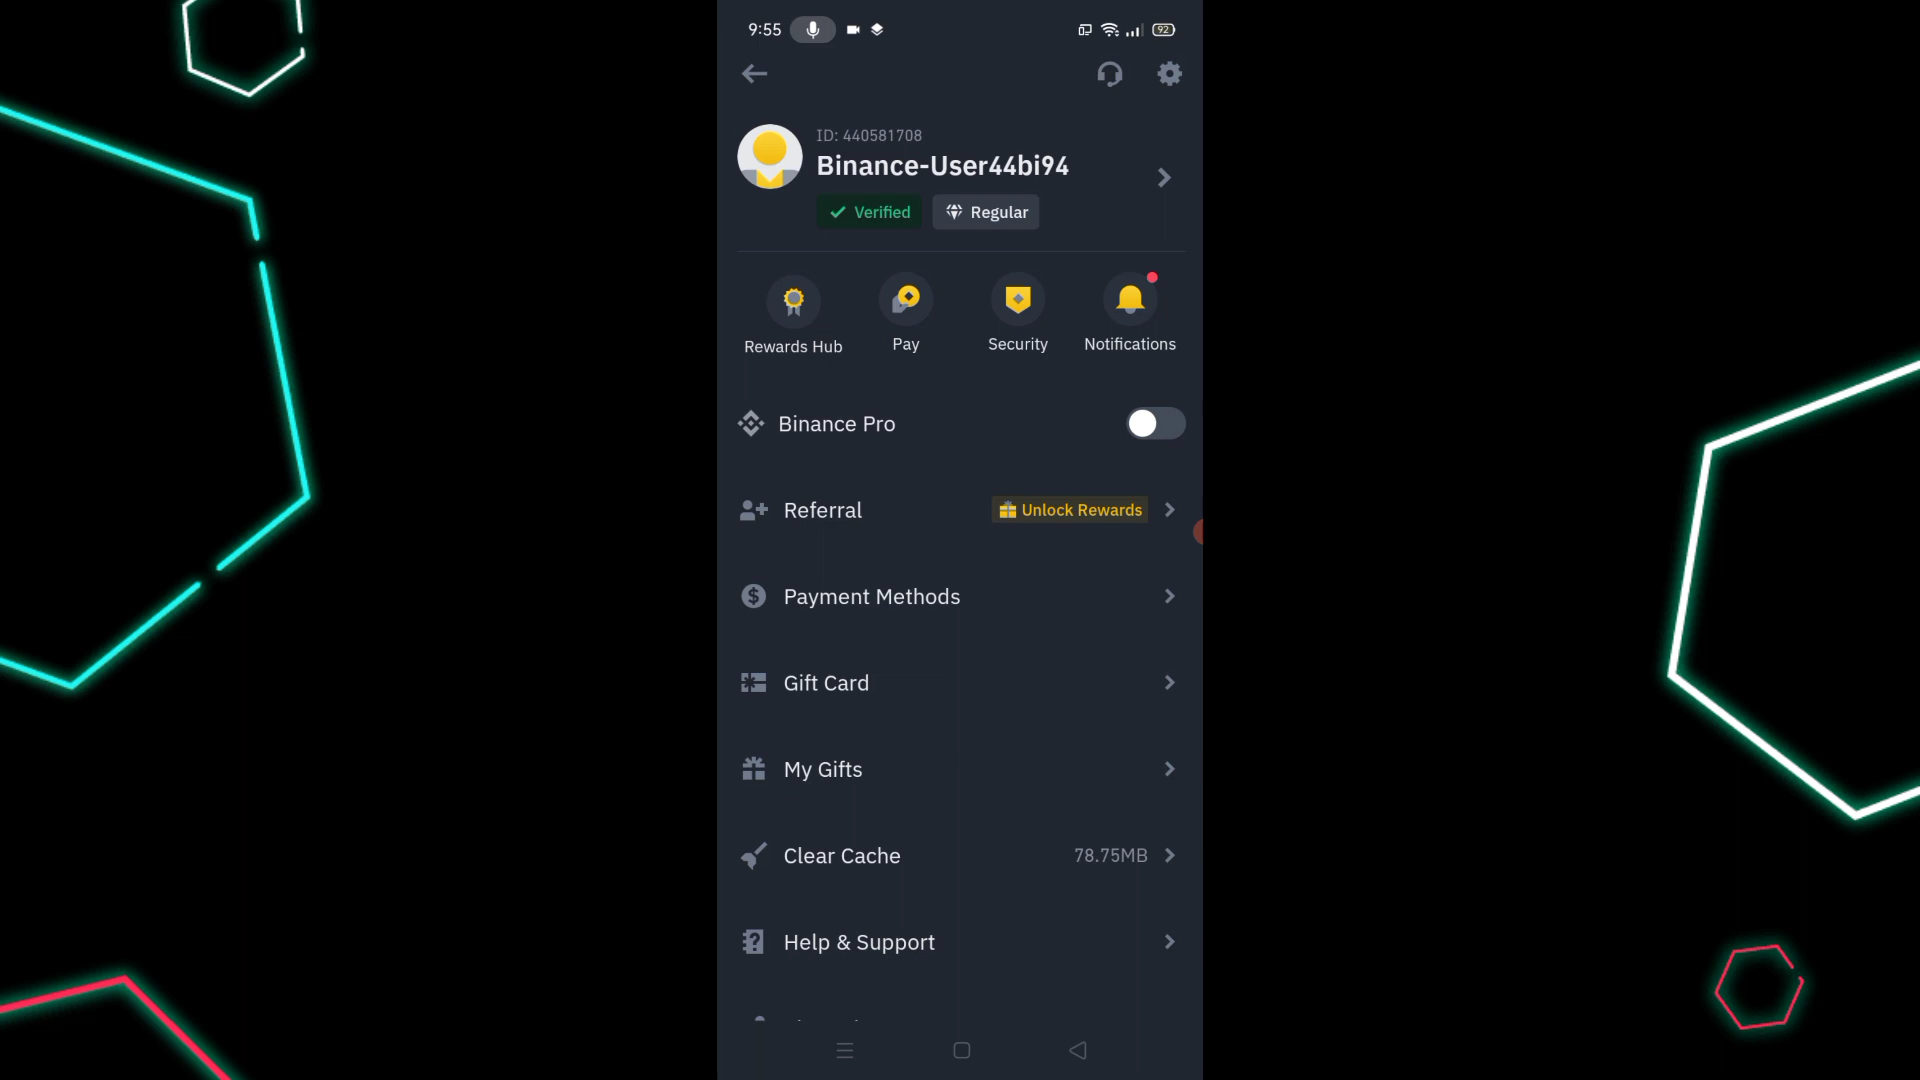 9:55
92
ID: 440581708
Binance-User44bi94
Verified
Regular
Rewards Hub
Pay
Security
Notifications
Binance Pro
Referral
Unlock Rewards
Payment Methods
Gift Card
My Gifts
Clear Cache
78.75MB
Help & Support